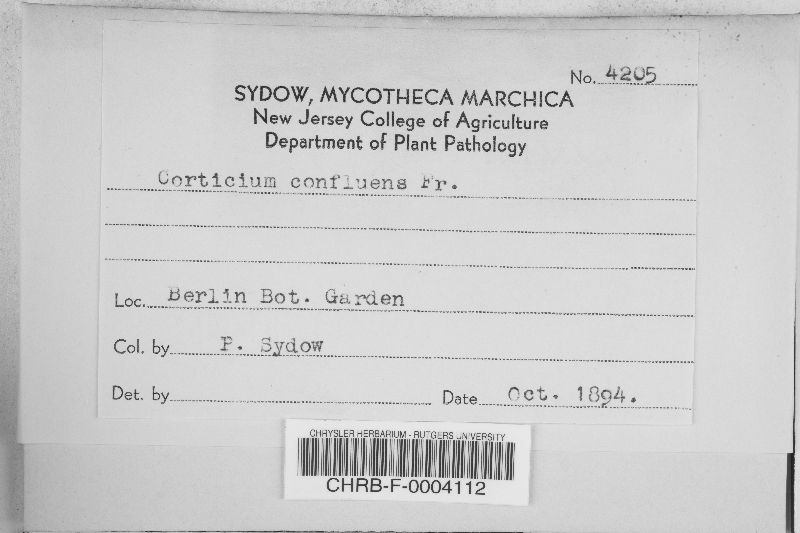 No. 4205
SYDOW, MYCOTHECA MARCHICA
New Jersey College of Agriculture
Department of Plant Pathology
Corticium confluens Fr.
Loc. Berlin Bot. Garden
Col. by P. Sydow
Det. by Date Oct. 1894.
CHRYSLER HERBARIUM - RUTGERS UNIVERSITY
CHRB-F-0004112